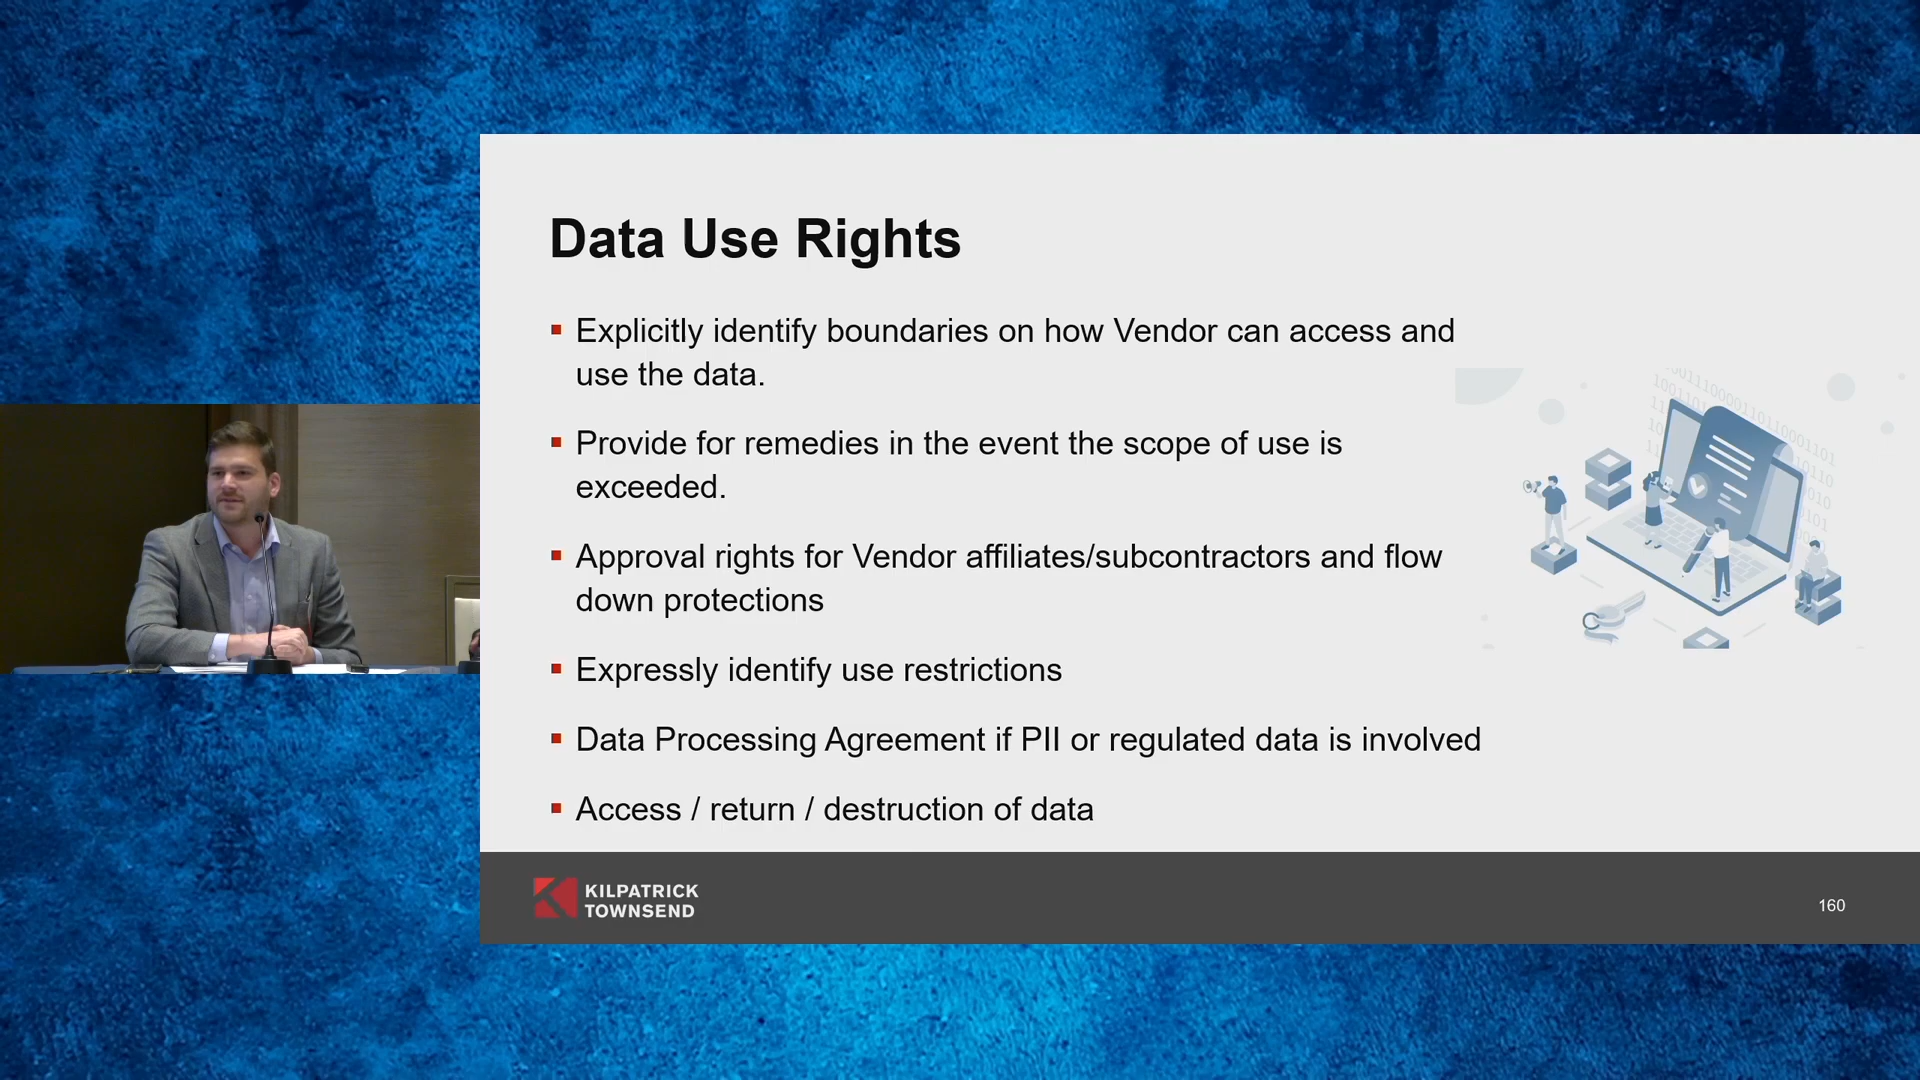 Data Use Rights
Explicitly identify boundaries on how Vendor can access and
use the data.
Provide for remedies in the event the scope of use is
exceeded.
Approval rights for Vendor affiliates/subcontractors and flow
down protections
Expressly identify use restrictions
Data Processing Agreement if PII or regulated data is involved
Access / return / destruction of data
KILPATRICK
TOWNSEND
160